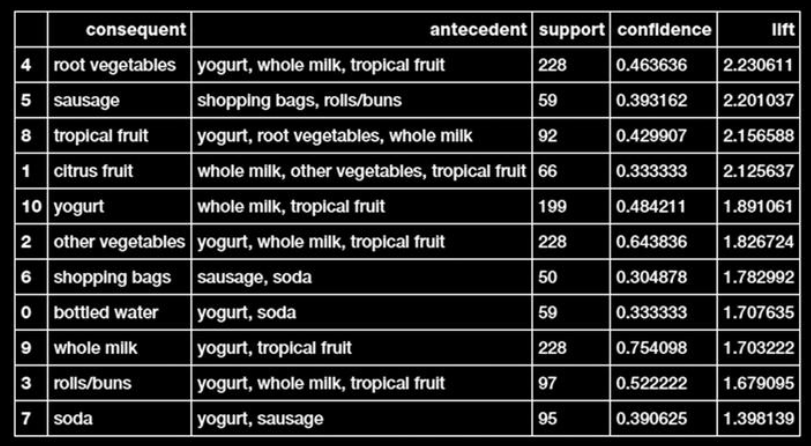 consequent antecedent support confidence lift
4 root vegetables yogurt, whole milk, tropical fruit 228 0.463636 2.230611
5 sausage shopping bags, rolls/buns 59 0.393162 2.201037
8 tropical fruit yogurt, root vegetables, whole milk 92 0.429907 2.156588
1 citrus fruit whole milk, other vegetables, tropical fruit 66 0.333333 2.125637
10 yogurt whole milk, tropical fruit 199 0.484211 1.891061
2 other vegetables yogurt, whole milk, tropical fruit 228 0.643836 1.826724
6 shopping bags sausage, soda 50 0.304878 1.782992
0 bottled water yogurt, soda 59 0.333333 1.707635
9 whole milk yogurt, tropical fruit 228 0.754098 1.703222
3 rolls/buns yogurt, whole milk, tropical fruit 97 0.522222 1.679095
7 soda yogurt, sausage 95 0.390625 1.398139